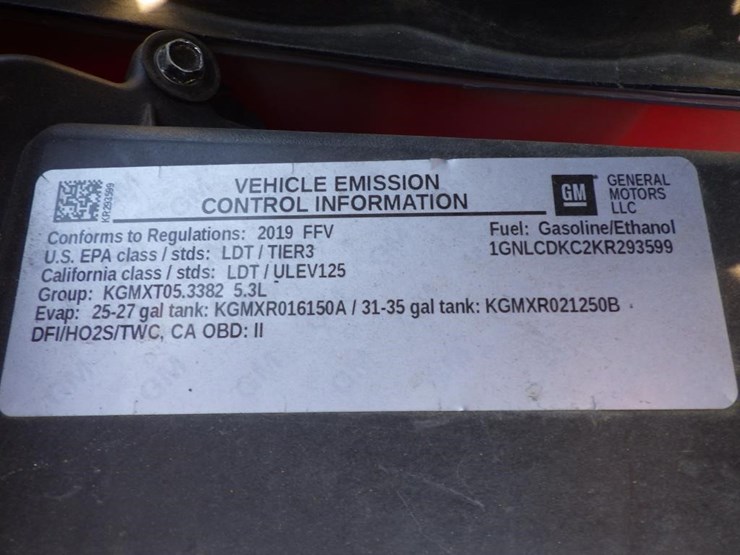 KR293599
VEHICLE EMISSION
CONTROL INFORMATION
GM
GENERAL
MOTORS
LLC
Conforms to Regulations: 2019 FFV
Fuel: Gasoline/Ethanol
U.S. EPA class / stds: LDT / TIER3
1GNLCDKC2KR293599
California class / stds: LDT / ULEV125
Group: KGMXT05.3382 5.3L
Evap: 25-27 gal tank: KGMXR016150A / 31-35 gal tank: KGMXR021250B
DFI/HO2S/TWC, CA OBD: II